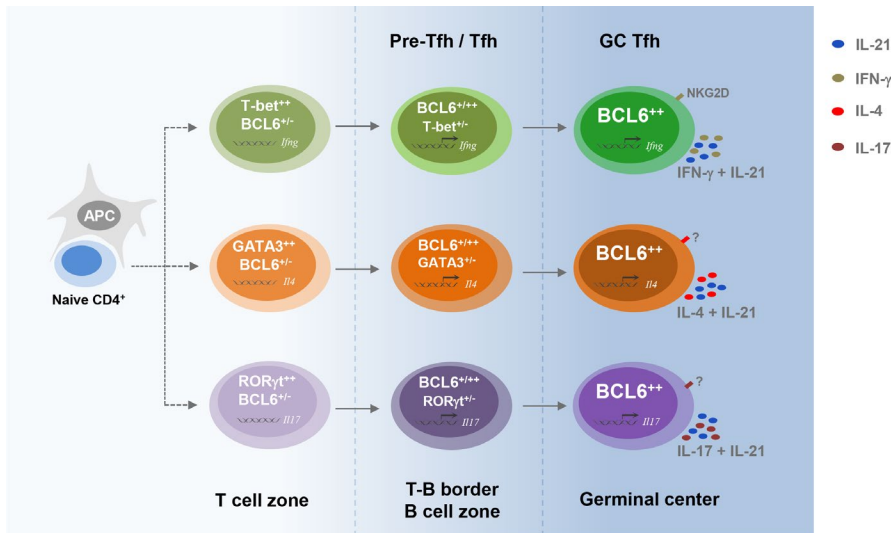 Pre-Tfh / Tfh
GC Tfh
IL-21
IFN-γ
IL-4
IL-17
T-bet++
BCL6+/-
Ifng
BCL6+/++
T-bet+/-
Ifng
BCL6++
Ifng
NKG2D
IFN-γ + IL-21
APC
Naive CD4+
GATA3++
BCL6+/-
Il4
BCL6+/++
GATA3+/-
Il4
BCL6++
Il4
?
IL-4 + IL-21
RORγt++
BCL6+/-
Il17
BCL6+/++
RORγt+/-
Il17
BCL6++
Il17
?
IL-17 + IL-21
T cell zone
T-B border
B cell zone
Germinal center